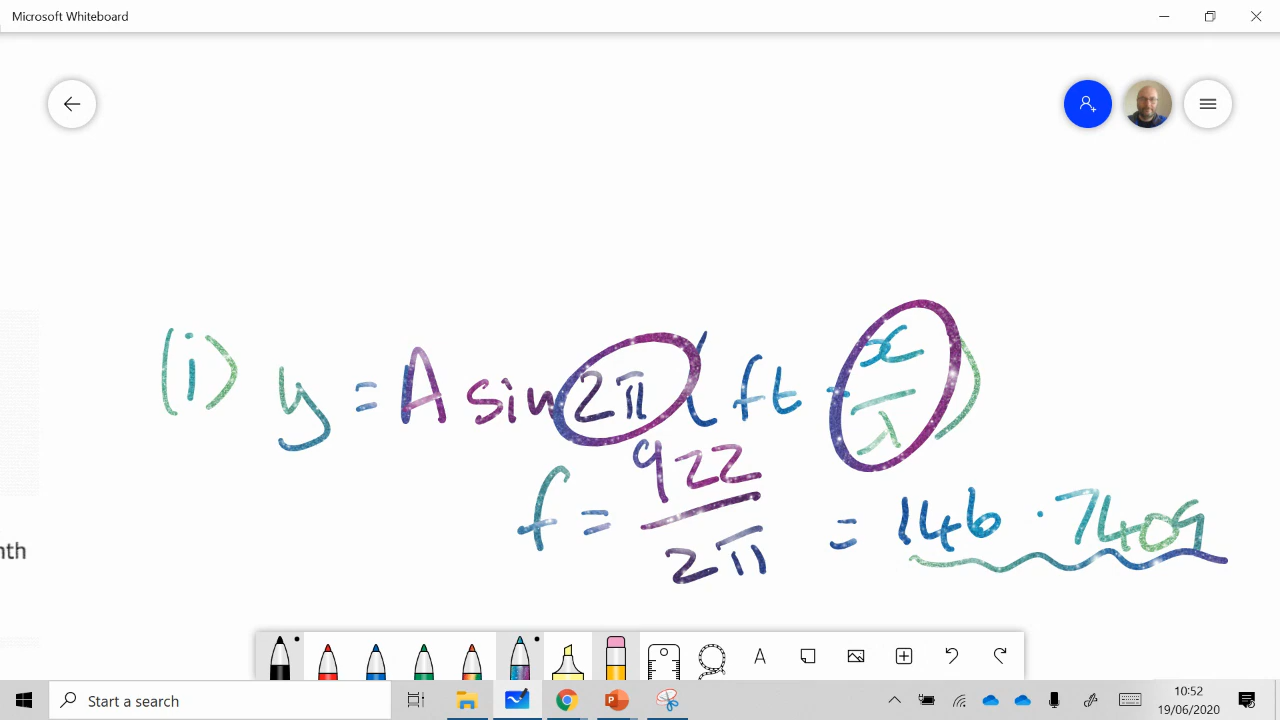 Microsoft Whiteboard
(i) y = A sin 2π (ft - x/λ)
f = 922/2π = 146.7409
nth
A
Start a search
10:52
19/06/2020